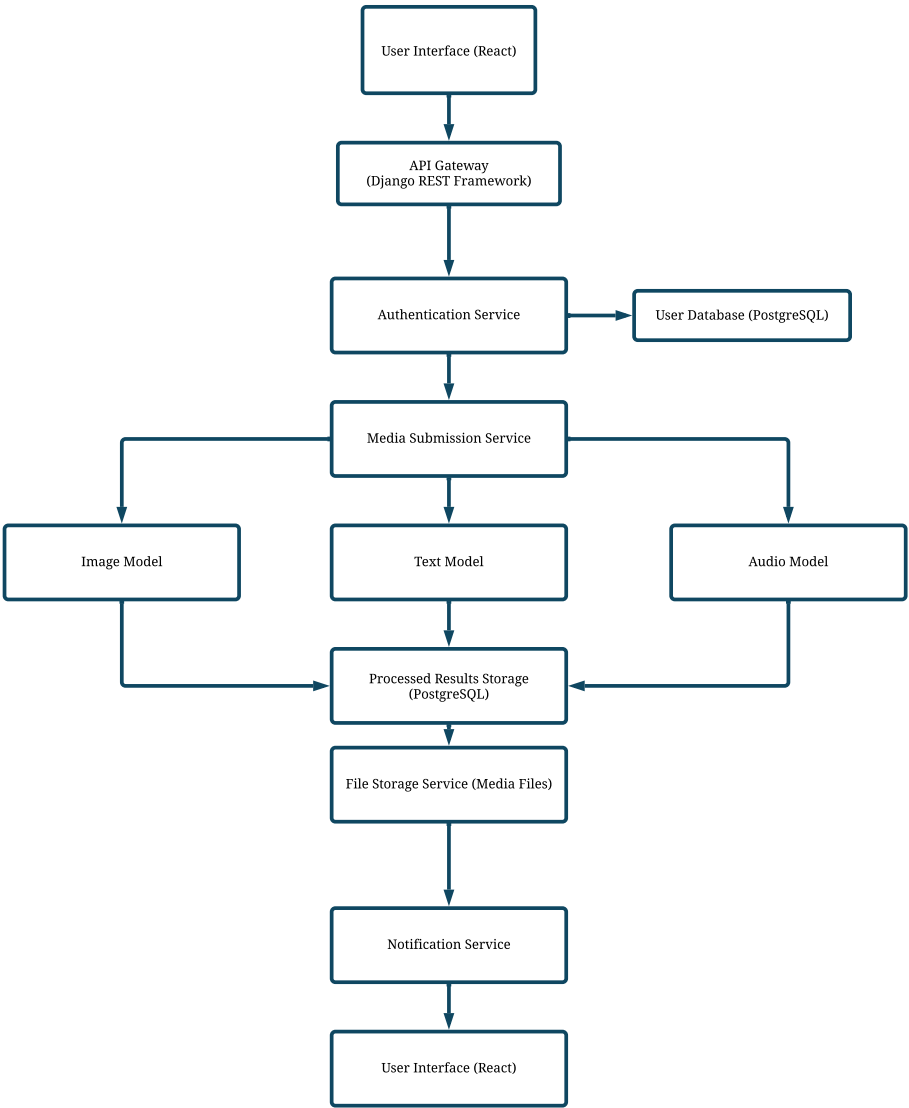 User Interface (React)
API Gateway
(Django REST Framework)
Authentication Service
User Database (PostgreSQL)
Media Submission Service
Image Model
Text Model
Audio Model
Processed Results Storage
(PostgreSQL)
File Storage Service (Media Files)
Notification Service
User Interface (React)